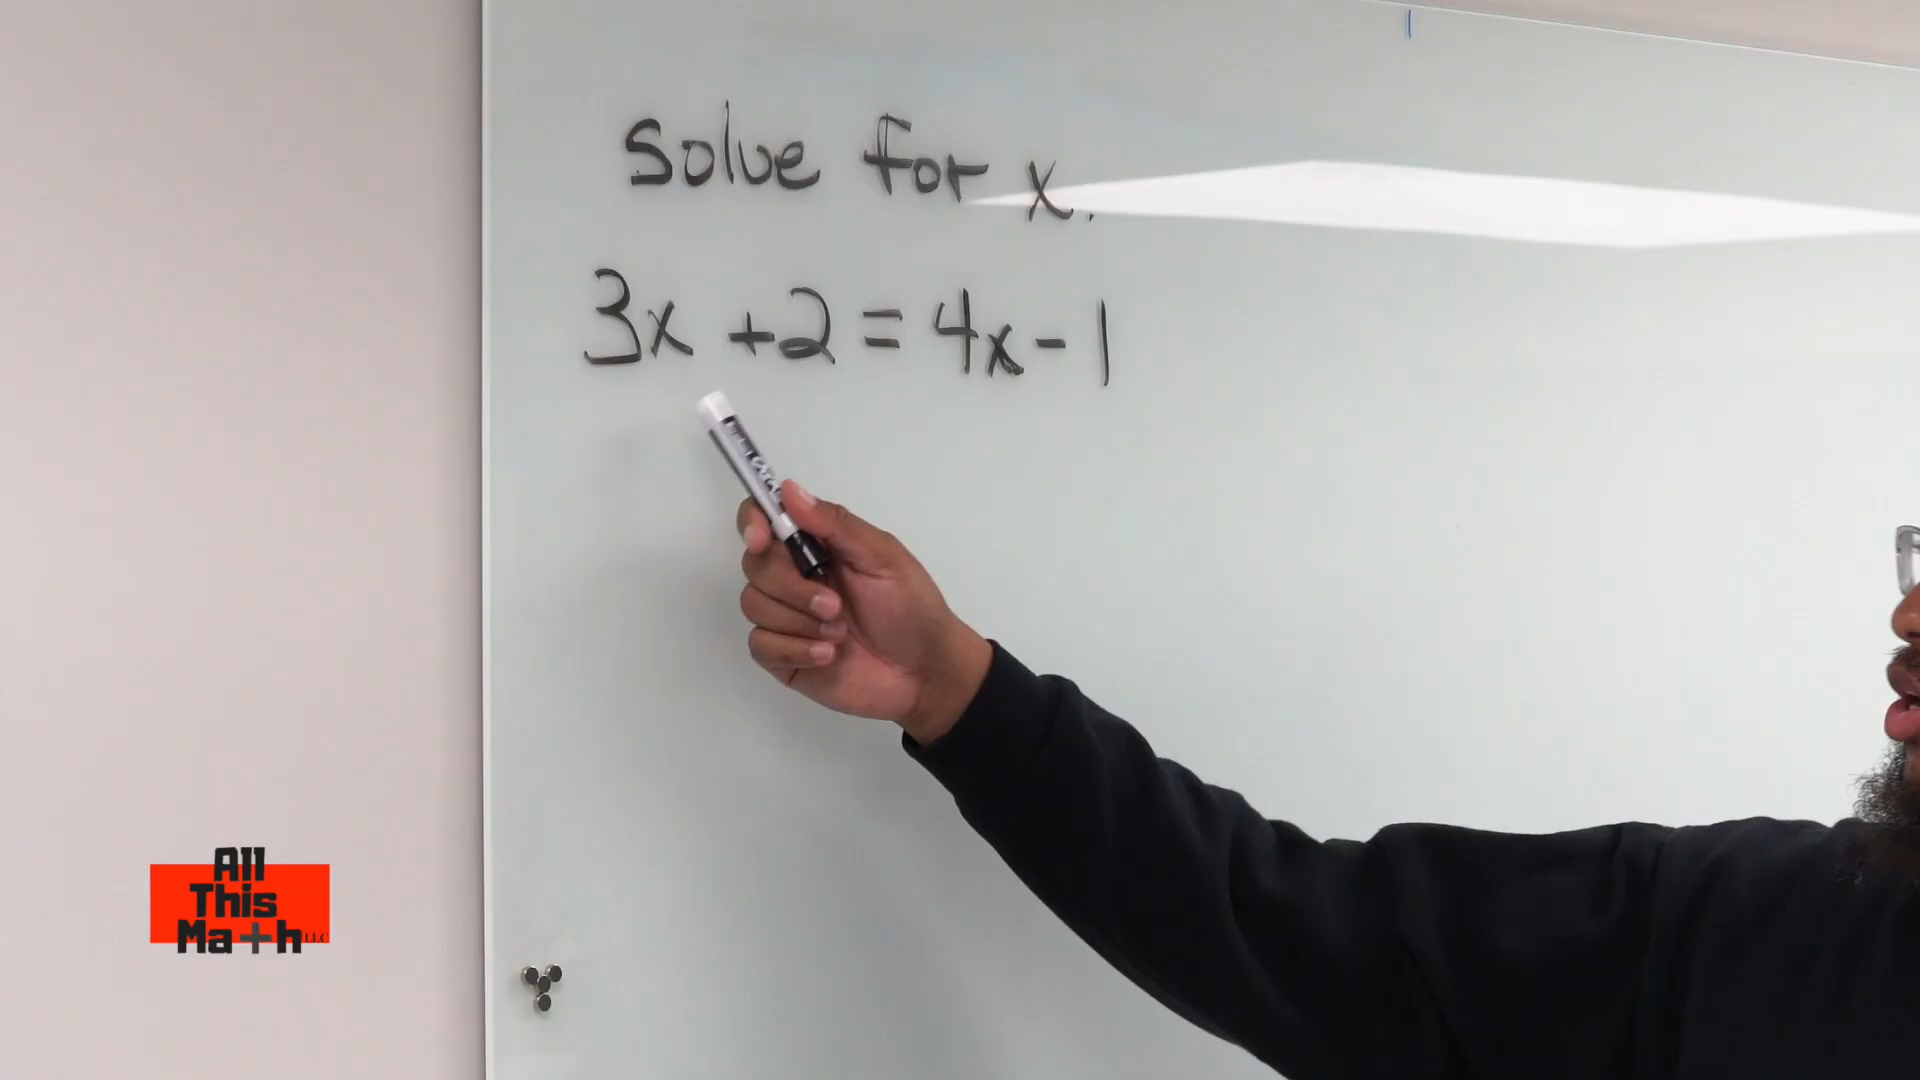 Solve for x.
3x +2 = 4x - 1
All
This
Ma+h LLC